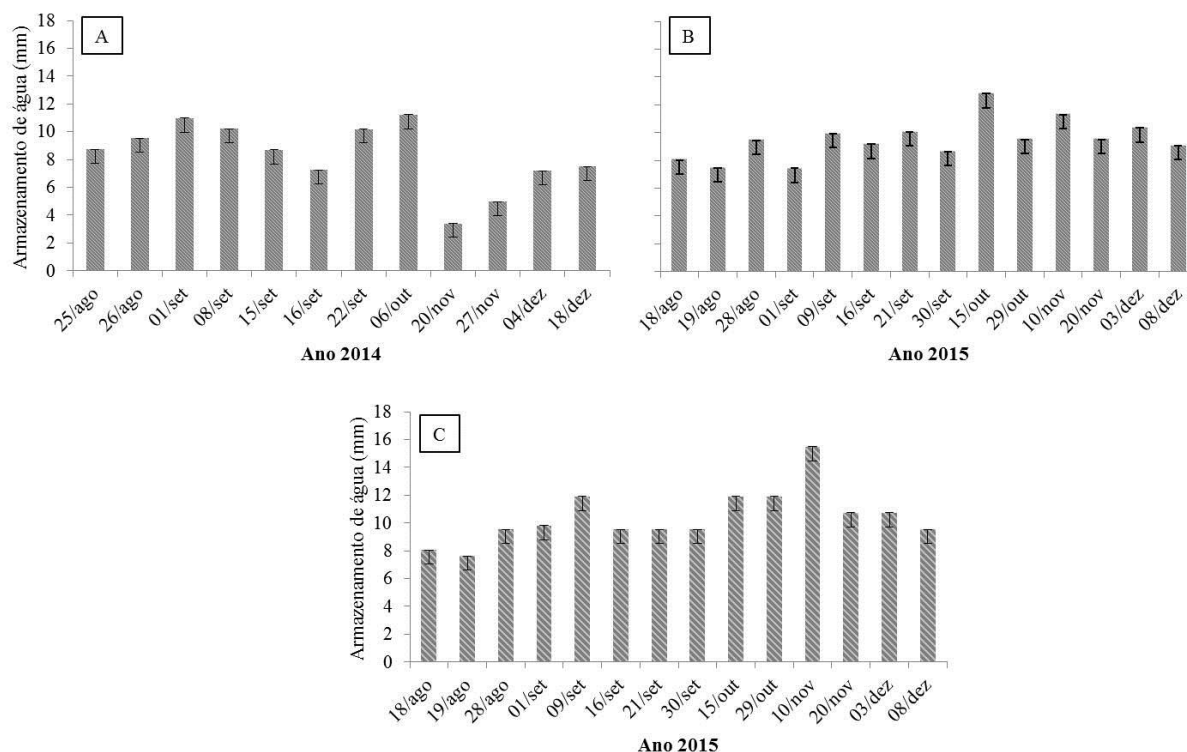 A
Armazenamento de água (mm)
18
16
14
12
10
8
6
4
2
0
25/ago 26/ago 01/set 08/set 15/set 16/set 22/set 06/out 20/nov 27/nov 04/dez 18/dez
Ano 2014
B
18/ago 19/ago 28/ago 01/set 09/set 16/set 21/set 30/set 15/out 29/out 10/nov 20/nov 03/dez 08/dez
Ano 2015
C
Armazenamento de água (mm)
18
16
14
12
10
8
6
4
2
0
18/ago 19/ago 28/ago 01/set 09/set 16/set 21/set 30/set 15/out 29/out 10/nov 20/nov 03/dez 08/dez
Ano 2015